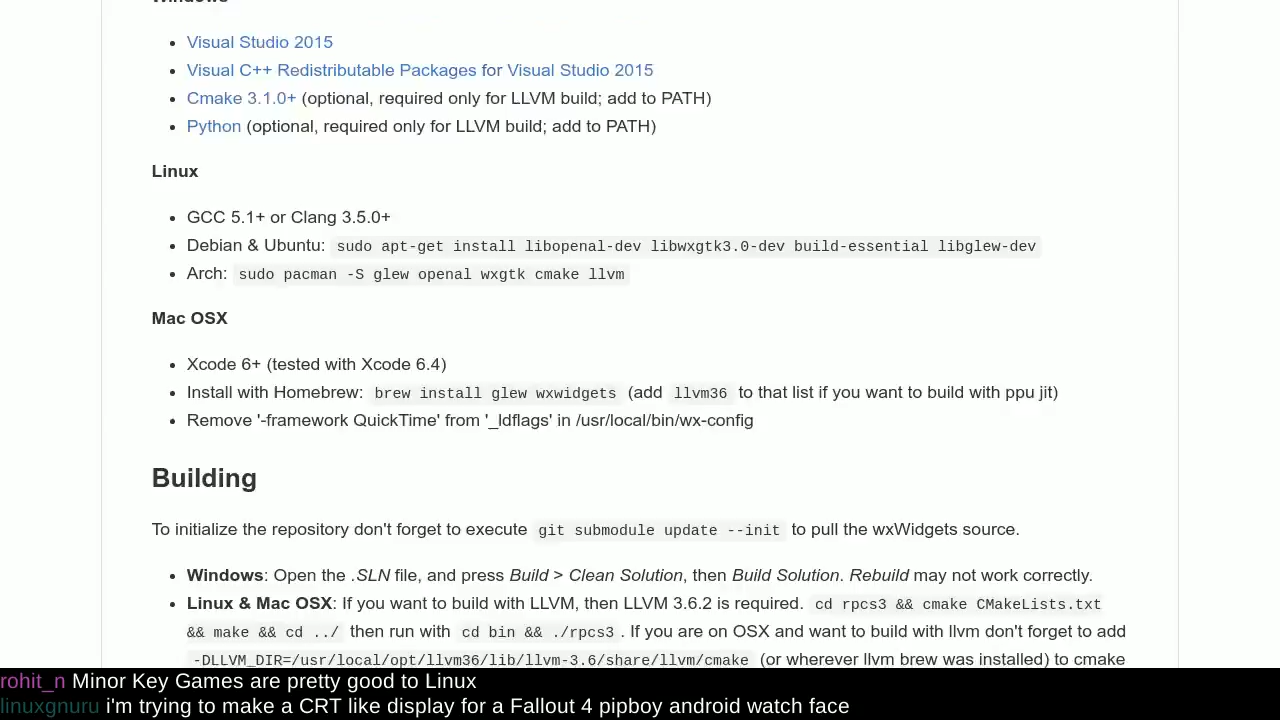 Windows
Visual Studio 2015
Visual C++ Redistributable Packages for Visual Studio 2015
Cmake 3.1.0+ (optional, required only for LLVM build; add to PATH)
Python (optional, required only for LLVM build; add to PATH)
Linux
GCC 5.1+ or Clang 3.5.0+
Debian & Ubuntu: sudo apt-get install libopenal-dev libwxgtk3.0-dev build-essential libglew-dev
Arch: sudo pacman -S glew openal wxgtk cmake llvm
Mac OSX
Xcode 6+ (tested with Xcode 6.4)
Install with Homebrew: brew install glew wxwidgets (add llvm36 to that list if you want to build with ppu jit)
Remove '-framework QuickTime' from '_ldflags' in /usr/local/bin/wx-config
Building
To initialize the repository don't forget to execute git submodule update --init to pull the wxWidgets source.
Windows: Open the .SLN file, and press Build > Clean Solution, then Build Solution. Rebuild may not work correctly.
Linux & Mac OSX: If you want to build with LLVM, then LLVM 3.6.2 is required. cd rpcs3 && cmake CMakeLists.txt
&& make && cd ../ then run with cd bin && ./rpcs3 . If you are on OSX and want to build with llvm don't forget to add
-DLLVM_DIR=/usr/local/opt/llvm36/lib/llvm-3.6/share/llvm/cmake (or wherever llvm brew was installed) to cmake
rohit_n Minor Key Games are pretty good to Linux
linuxgnuru i'm trying to make a CRT like display for a Fallout 4 pipboy android watch face